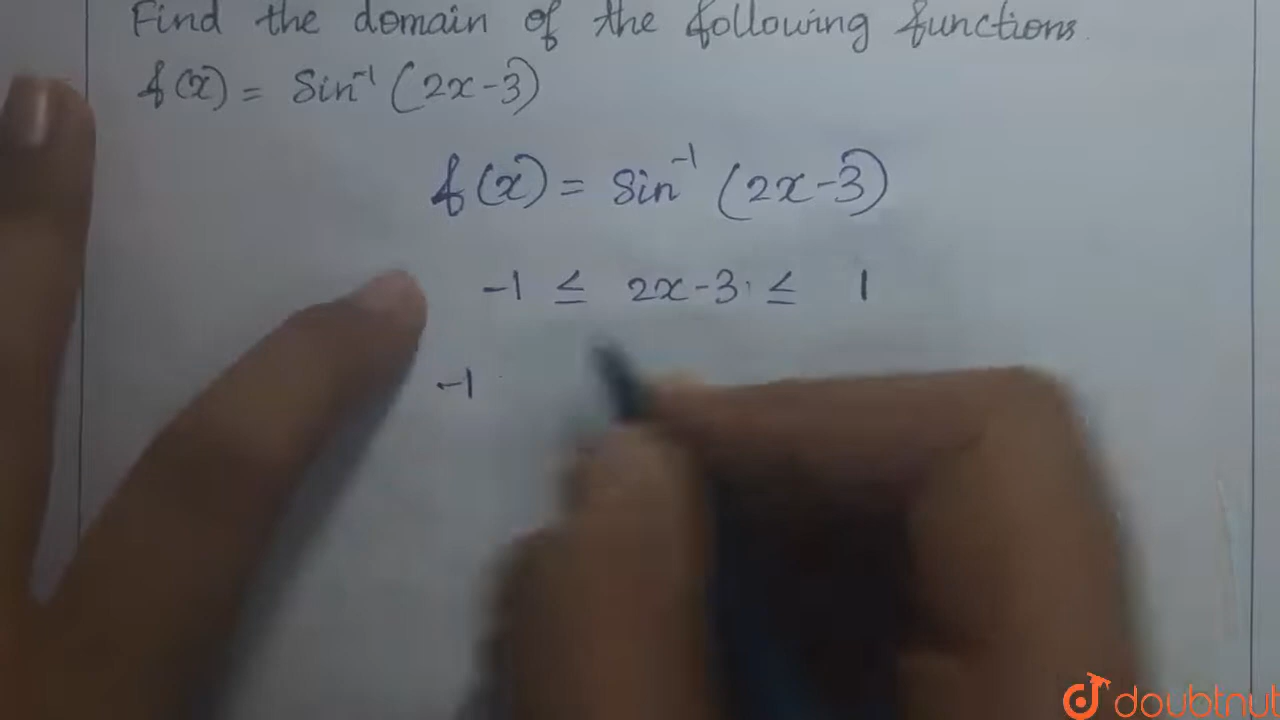 Find the domain of the following functions.
f(x) = Sin⁻¹ (2x-3)
f(x) = Sin⁻¹ (2x-3)
-1 ≤ 2x-3 ≤ 1
-1
doubtnut